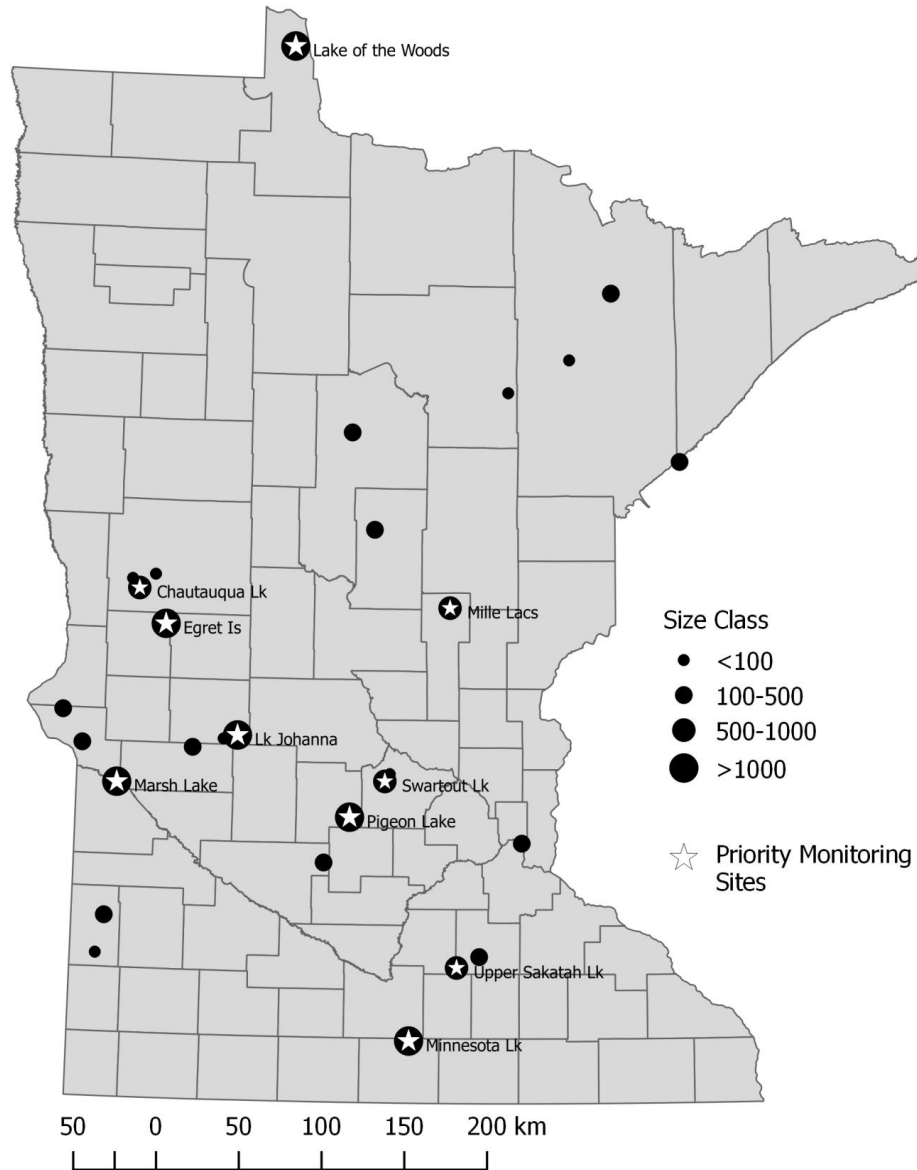 Lake of the Woods
Chautauqua Lk
Egret Is
Mille Lacs
Size Class
<100
100-500
500-1000
>1000
Lk Johanna
Marsh Lake
Swartout Lk
Pigeon Lake
Priority Monitoring
Sites
Upper Sakatah Lk
Minnesota Lk
50 0 50 100 150 200 km